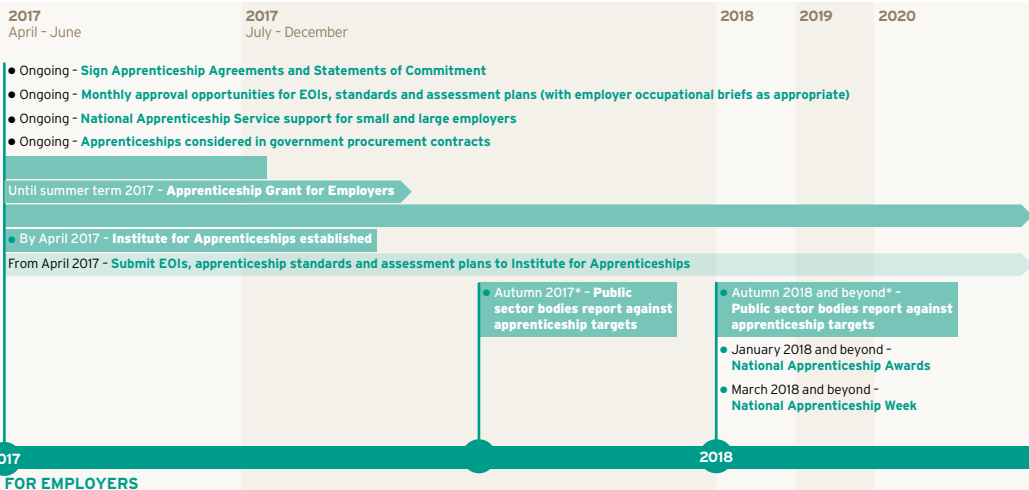 2017
April – June
2017
July – December
2018
2019
2020
Ongoing – Sign Apprenticeship Agreements and Statements of Commitment
Ongoing – Monthly approval opportunities for EOIs, standards and assessment plans (with employer occupational briefs as appropriate)
Ongoing – National Apprenticeship Service support for small and large employers
Ongoing – Apprenticeships considered in government procurement contracts
Until summer term 2017 – Apprenticeship Grant for Employers
By April 2017 – Institute for Apprenticeships established
From April 2017 – Submit EOIs, apprenticeship standards and assessment plans to Institute for Apprenticeships
Autumn 2017* – Public
sector bodies report against
apprenticeship targets
Autumn 2018 and beyond* –
Public sector bodies report against
apprenticeship targets
January 2018 and beyond –
National Apprenticeship Awards
March 2018 and beyond –
National Apprenticeship Week
017
2018
FOR EMPLOYERS